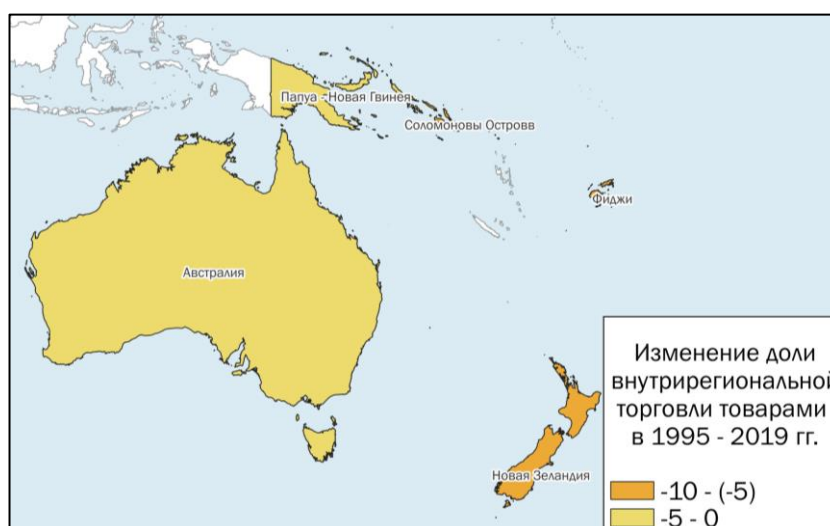 Папуа - Новая Гвинея
Соломоновы Островв
Фиджи
Австралия
Новая Зеландия
Изменение доли
внутрирегиональной
торговли товарами
в 1995 - 2019 гг.
-10 - (-5)
-5 - 0